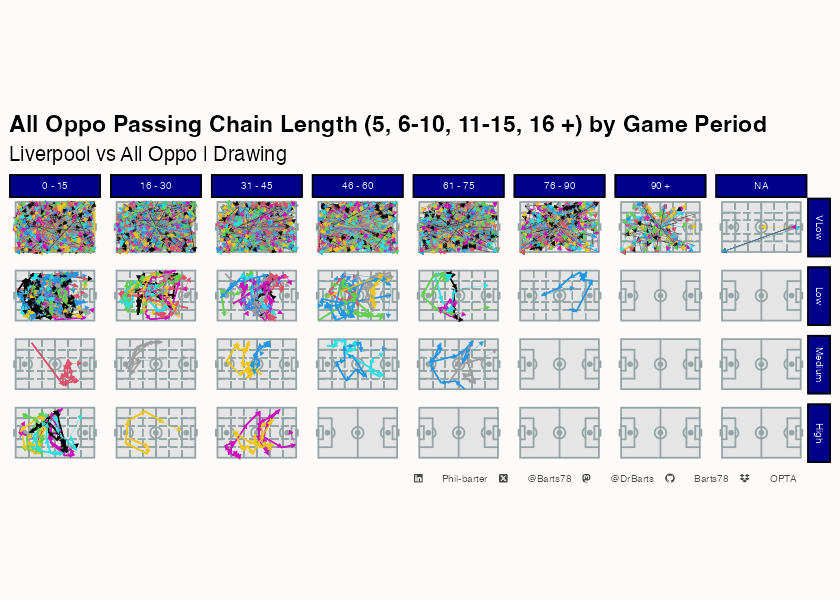 All Oppo Passing Chain Length (5, 6-10, 11-15, 16 +) by Game Period
Liverpool vs All Oppo | Drawing
0 - 15 16 - 30 31 - 45 46 - 60 61 - 75 76 - 90 90 + NA
VLow
Low
Medium
High
Phil-barter @Barts78 @DrBarts Barts78 OPTA